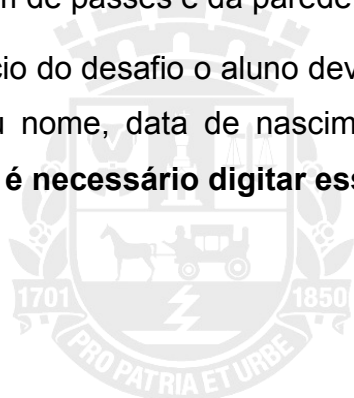 de passes e da parede
cio do desafio o aluno dev
u nome, data de nascim
é necessário digitar ess
1701
1850
PRO PATRIA ET URBE